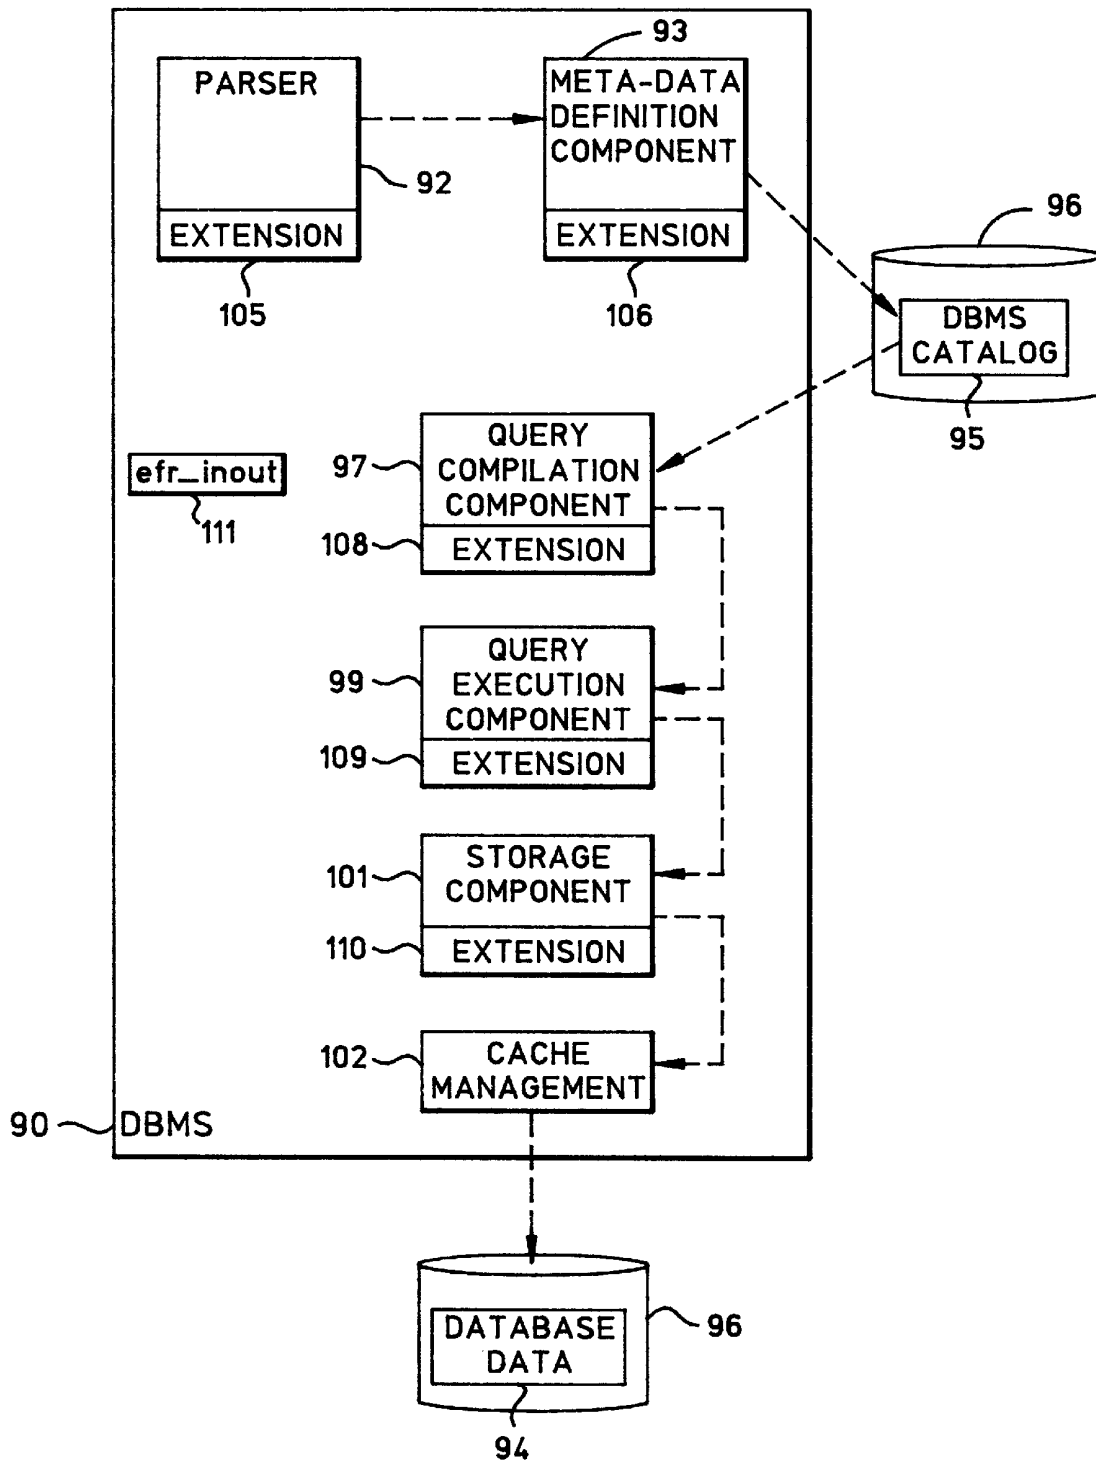 93
PARSER
META-DATA
DEFINITION
COMPONENT
92
EXTENSION
EXTENSION
105
106
96
DBMS
CATALOG
95
efr_inout
111
97
QUERY
COMPILATION
COMPONENT
108
EXTENSION
99
QUERY
EXECUTION
COMPONENT
109
EXTENSION
101
STORAGE
COMPONENT
110
EXTENSION
102
CACHE
MANAGEMENT
90
DBMS
DATABASE
DATA
96
94